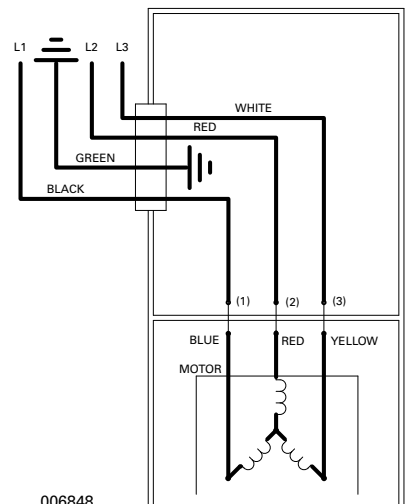 L1 L2 L3
WHITE
RED
GREEN
BLACK
(1) (2) (3)
BLUE RED YELLOW
MOTOR
006848